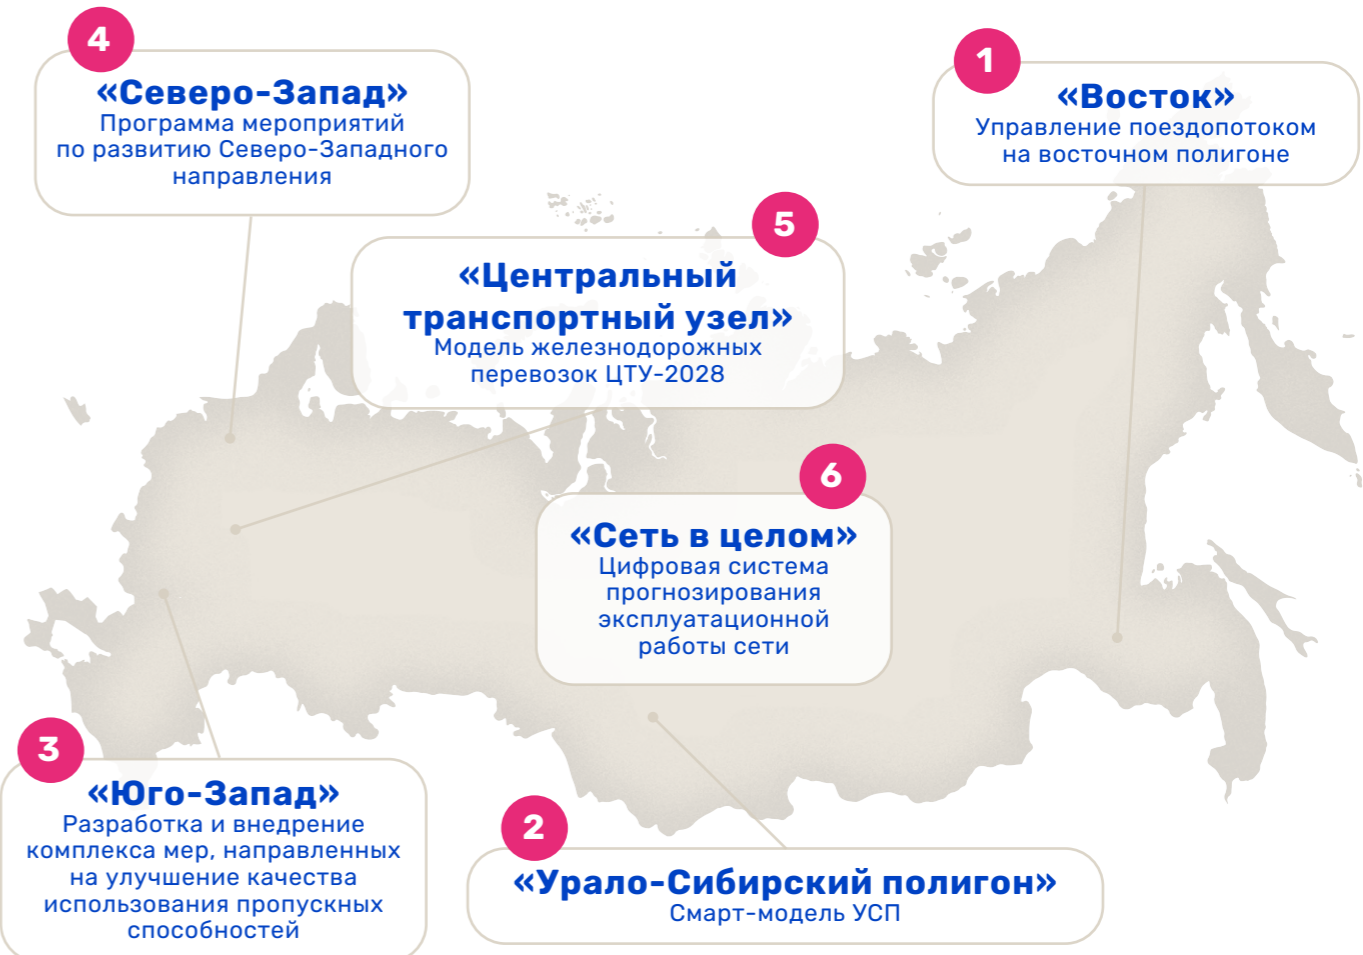 4
«Северо-Запад»
Программа мероприятий
по развитию Северо-Западного
направления
1
«Восток»
Управление поездопотоком
на восточном полигоне
5
«Центральный
транспортный узел»
Модель железнодорожных
перевозок ЦТУ-2028
6
«Сеть в целом»
Цифровая система
прогнозирования
эксплуатационной
работы сети
3
«Юго-Запад»
Разработка и внедрение
комплекса мер, направленных
на улучшение качества
использования пропускных
способностей
2
«Урало-Сибирский полигон»
Смарт-модель УСП